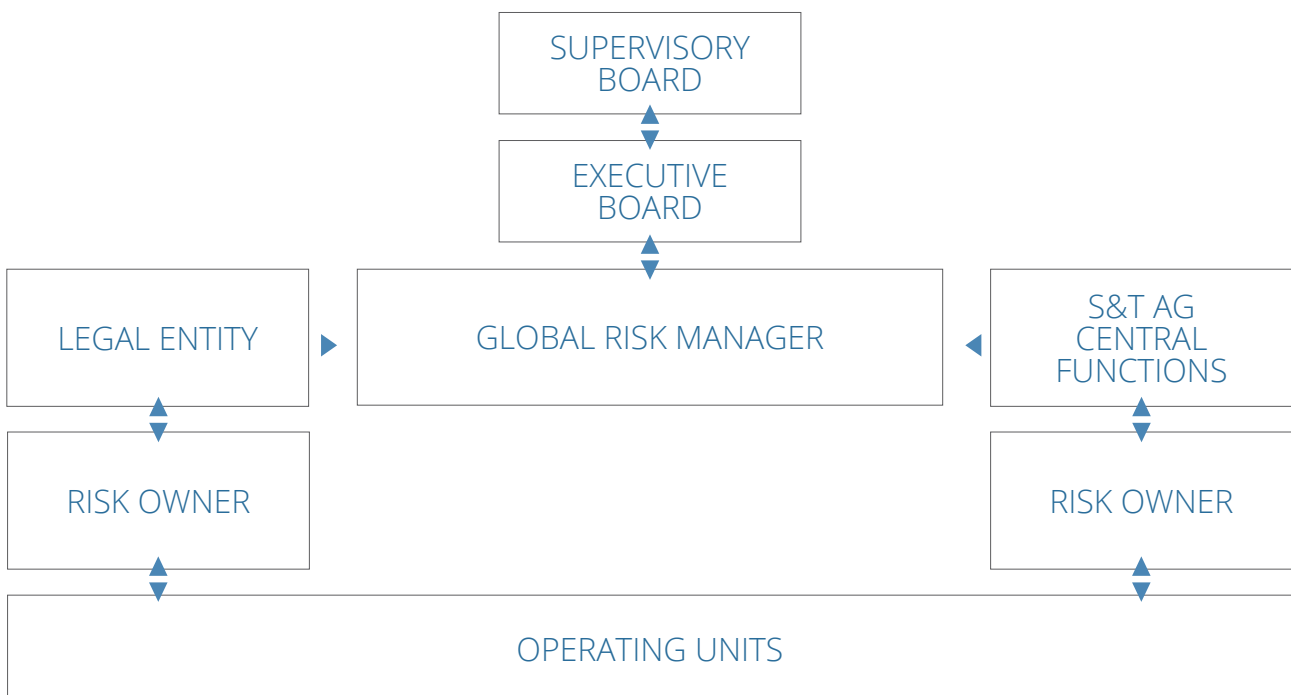 SUPERVISORY
BOARD
EXECUTIVE
BOARD
LEGAL ENTITY
GLOBAL RISK MANAGER
S&T AG
CENTRAL
FUNCTIONS
RISK OWNER
RISK OWNER
OPERATING UNITS